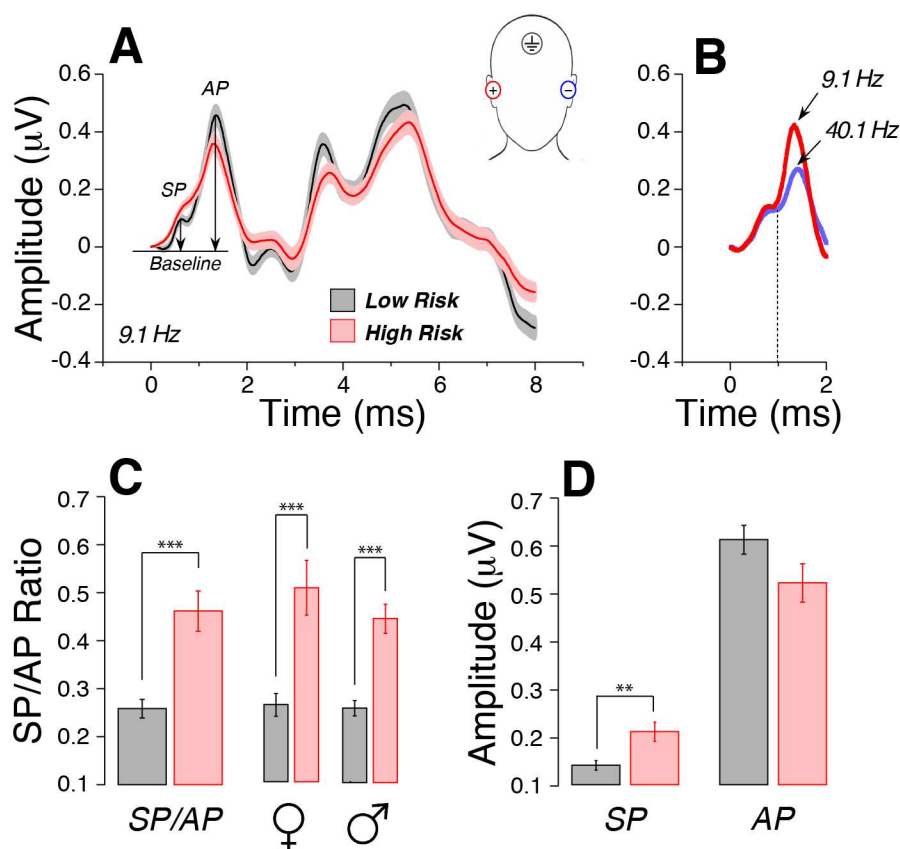 A
B
0.6
0.4
0.2
0
-0.2
-0.4
Amplitude (μV)
AP
SP
Baseline
+
−
Low Risk
High Risk
9.1 Hz
0 2 4 6 8
Time (ms)
0.6
0.4
0.2
0
-0.2
-0.4
9.1 Hz
40.1 Hz
0 2
Time (ms)
C
0.7
0.6
0.5
0.4
0.3
0.2
0.1
SP/AP Ratio
***
***
***
SP/AP ♀ ♂
D
0.7
0.6
0.5
0.4
0.3
0.2
0.1
Amplitude (μV)
**
SP AP